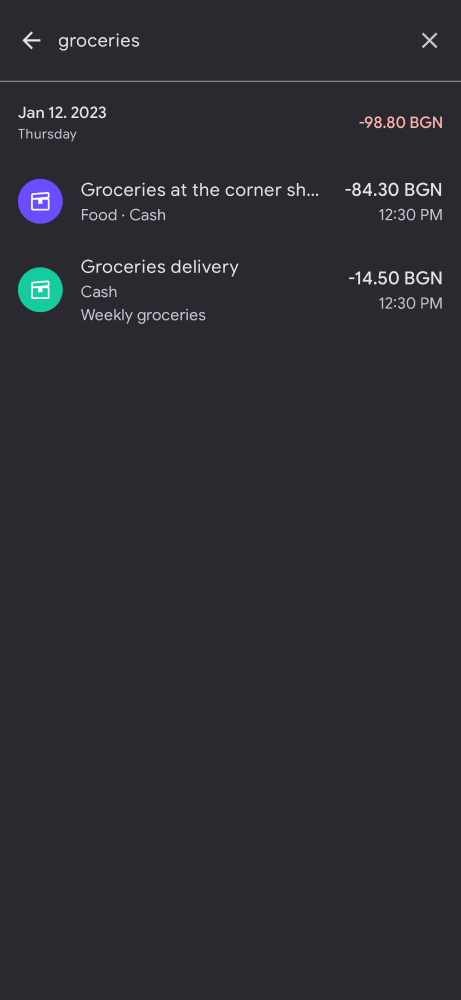 groceries
Jan 12. 2023
Thursday
-98.80 BGN
Groceries at the corner sh...
-84.30 BGN
Food · Cash
12:30 PM
Groceries delivery
-14.50 BGN
Cash
12:30 PM
Weekly groceries